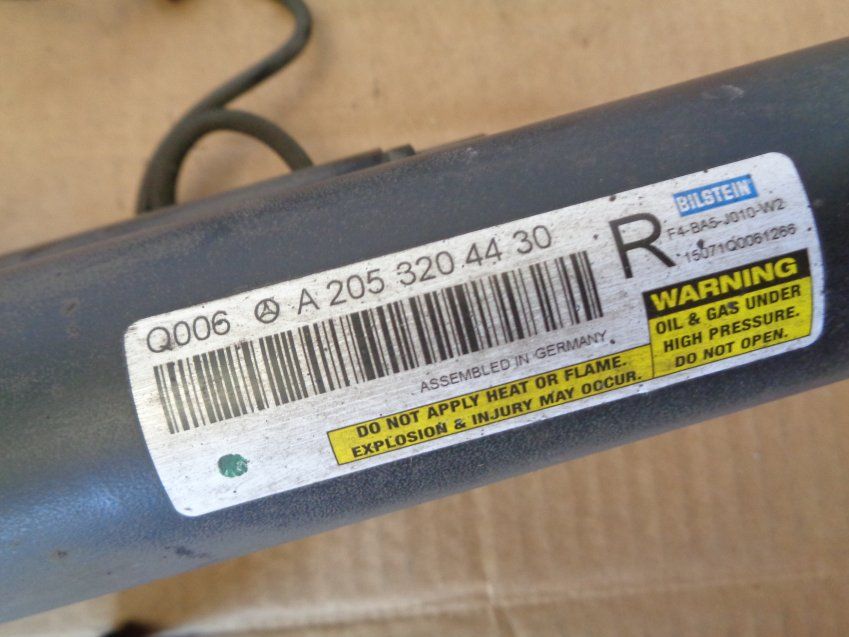 Q006 A 205 320 44 30
ASSEMBLED IN GERMANY
R
BILSTEIN
F4-BA5-J010-W2
15071Q0061266
WARNING
OIL & GAS UNDER
HIGH PRESSURE.
DO NOT OPEN.
DO NOT APPLY HEAT OR FLAME.
EXPLOSION & INJURY MAY OCCUR.